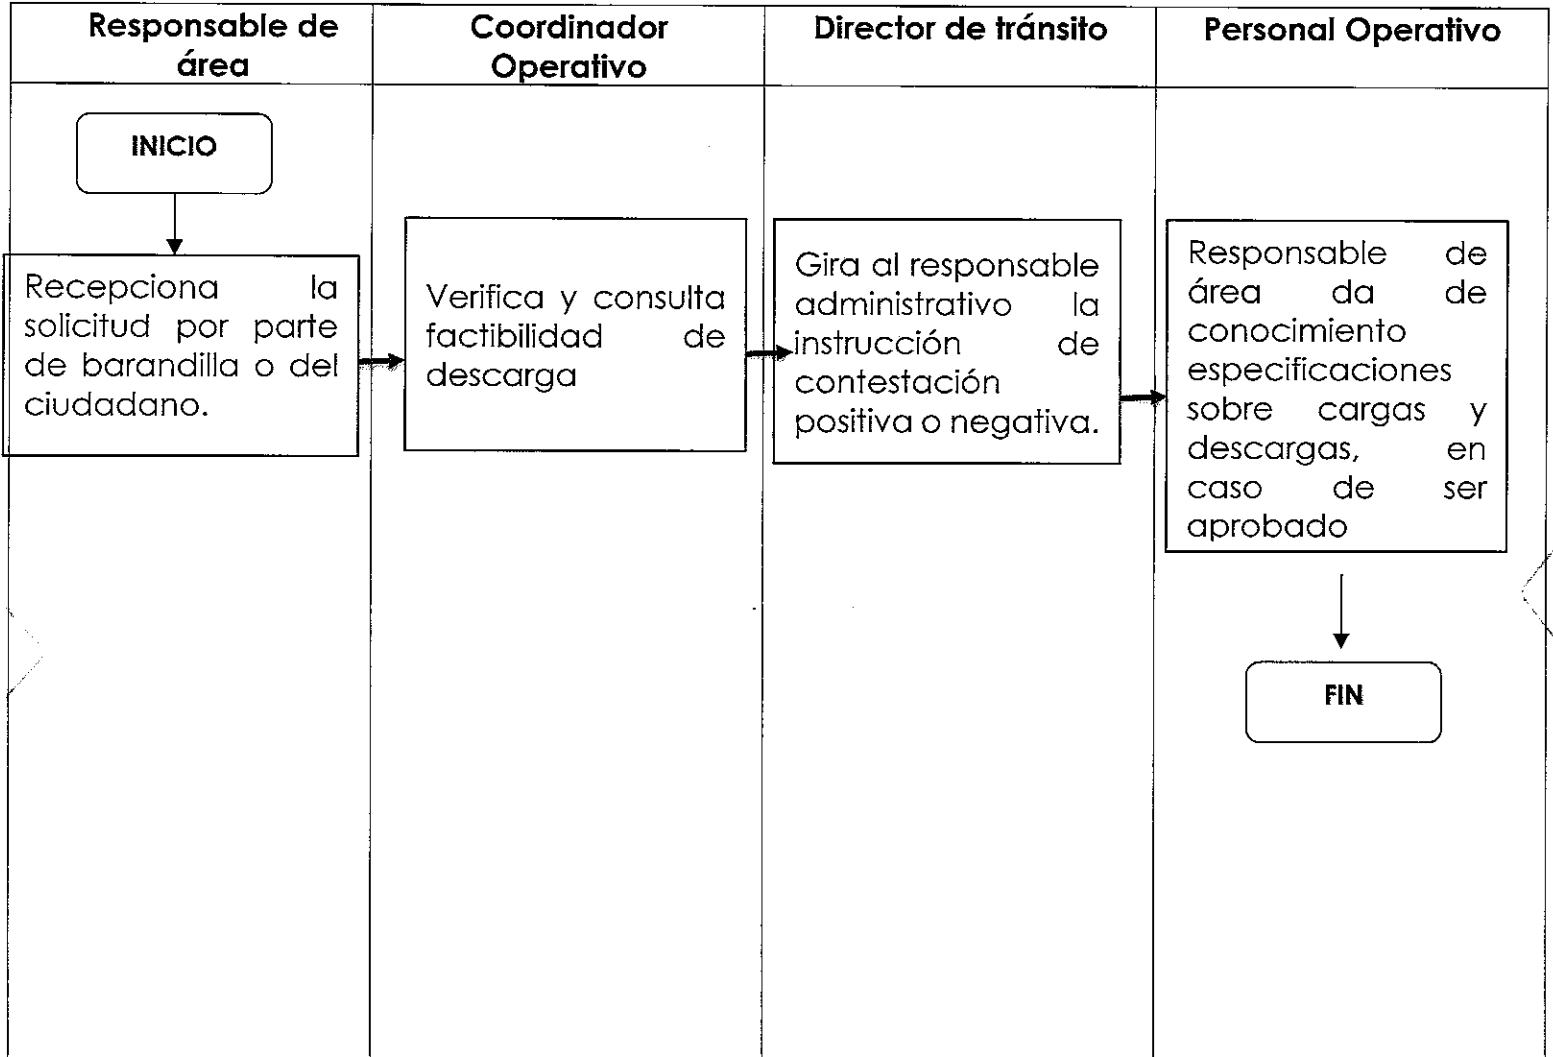 Responsable de
área
Coordinador
Operativo
Director de tránsito
Personal Operativo
INICIO
Recepciona la
solicitud por parte
de barandilla o del
ciudadano.
Verifica y consulta
factibilidad de
descarga
Gira al responsable
administrativo la
instrucción de
contestación
positiva o negativa.
Responsable de
área da de
conocimiento
especificaciones
sobre cargas y
descargas, en
caso de ser
aprobado
FIN